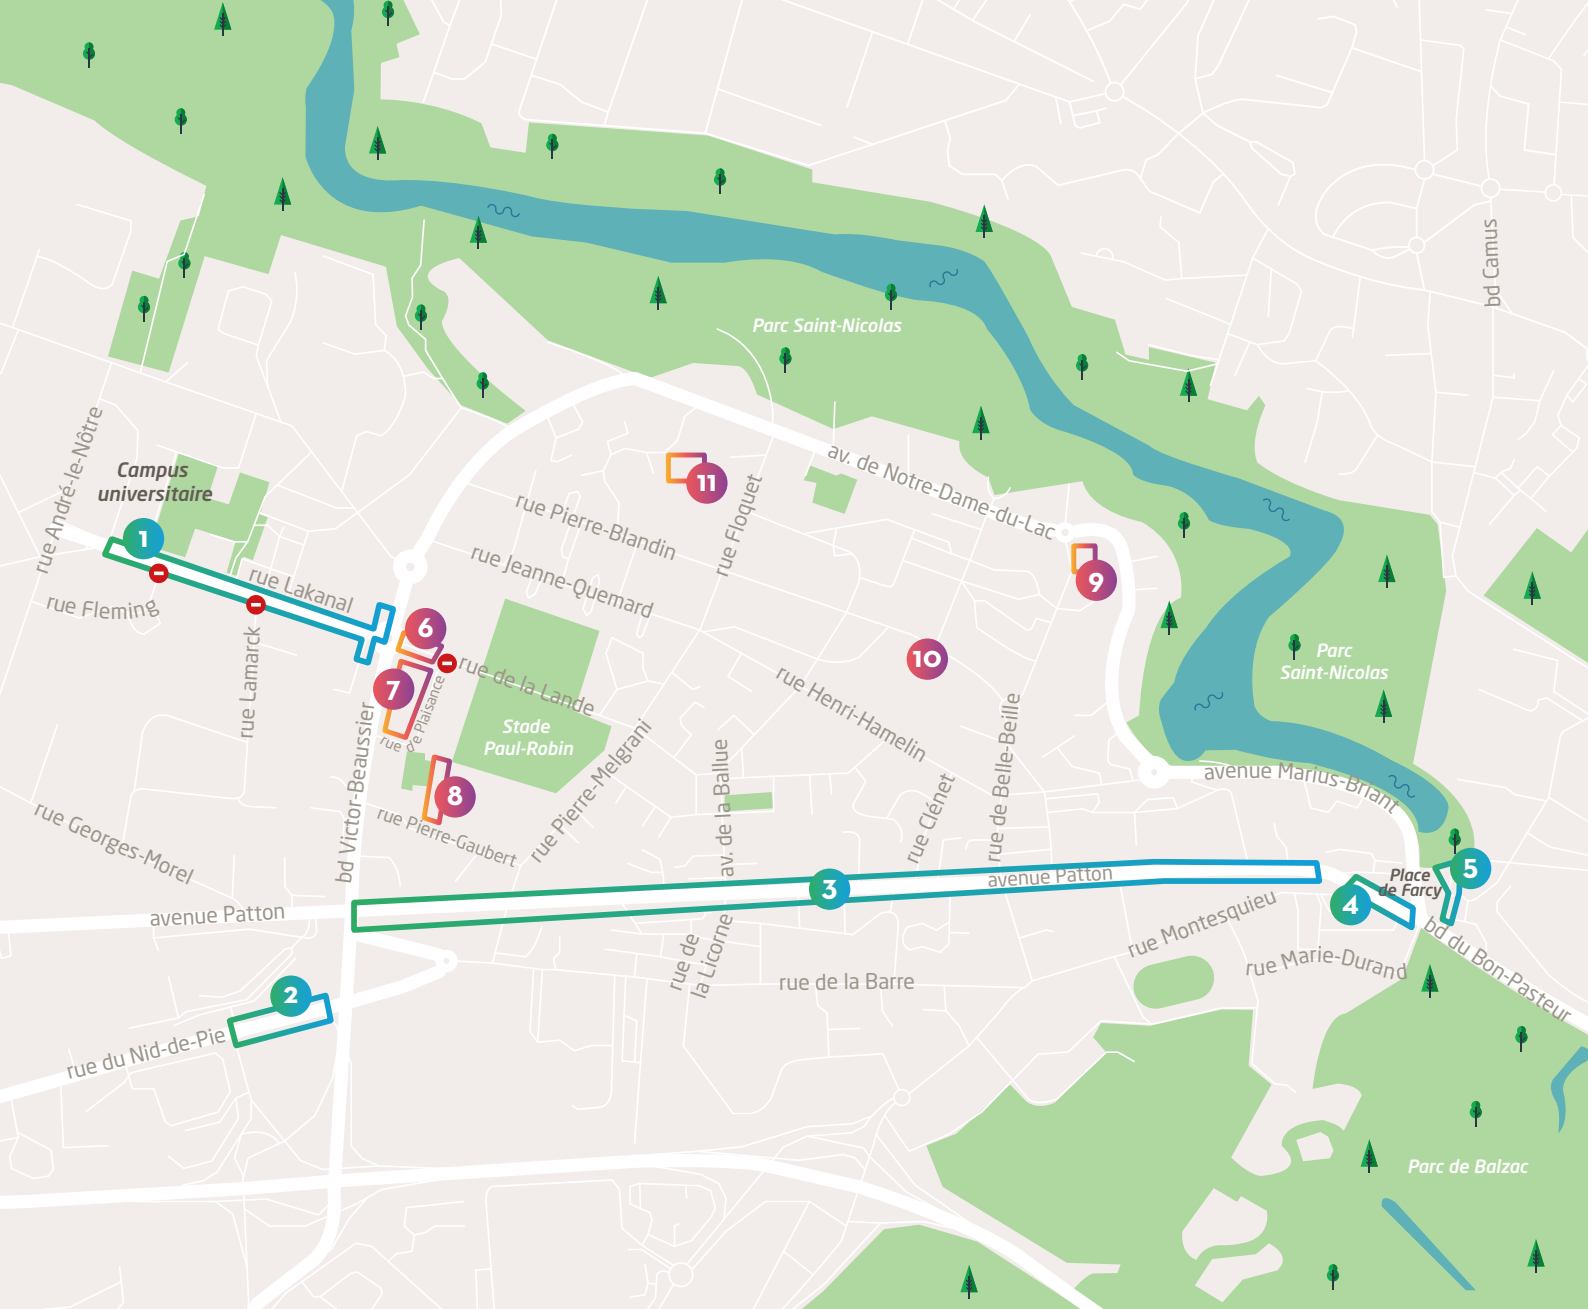 bd Camus
Parc Saint-Nicolas
rue André-le-Nôtre
Campus
universitaire
av. de Notre-Dame-du-Lac
11
rue Pierre-Blandin
rue Floquet
1
rue Jeanne-Quemard
rue Lakanal
9
rue Fleming
rue Lamarck
6
10
rue de la Lande
7
rue de Plaisance
Parc
Saint-Nicolas
rue Henri-Hamelin
Stade
Paul-Robin
rue Pierre-Melgrani
rue de Belle-Beille
bd Victor-Beaussier
av. de la Ballue
avenue Marius-Briant
8
rue Pierre-Gaubert
rue Clénet
rue Georges-Morel
3
avenue Patton
5
Place
de Farcy
4
avenue Patton
rue Montesquieu
bd du Bon-Pasteur
rue de
la Licorne
rue de la Barre
rue Marie-Durand
2
rue du Nid-de-Pie
Parc de Balzac